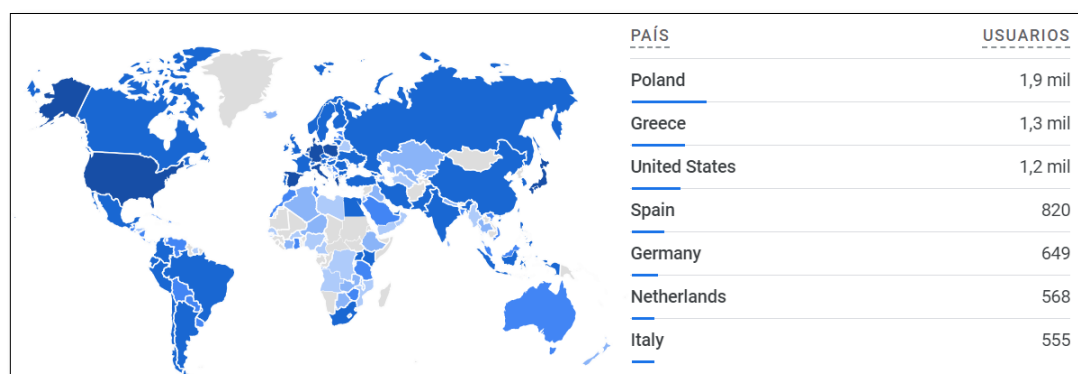 PAÍS USUARIOS
Poland 1,9 mil
Greece 1,3 mil
United States 1,2 mil
Spain 820
Germany 649
Netherlands 568
Italy 555